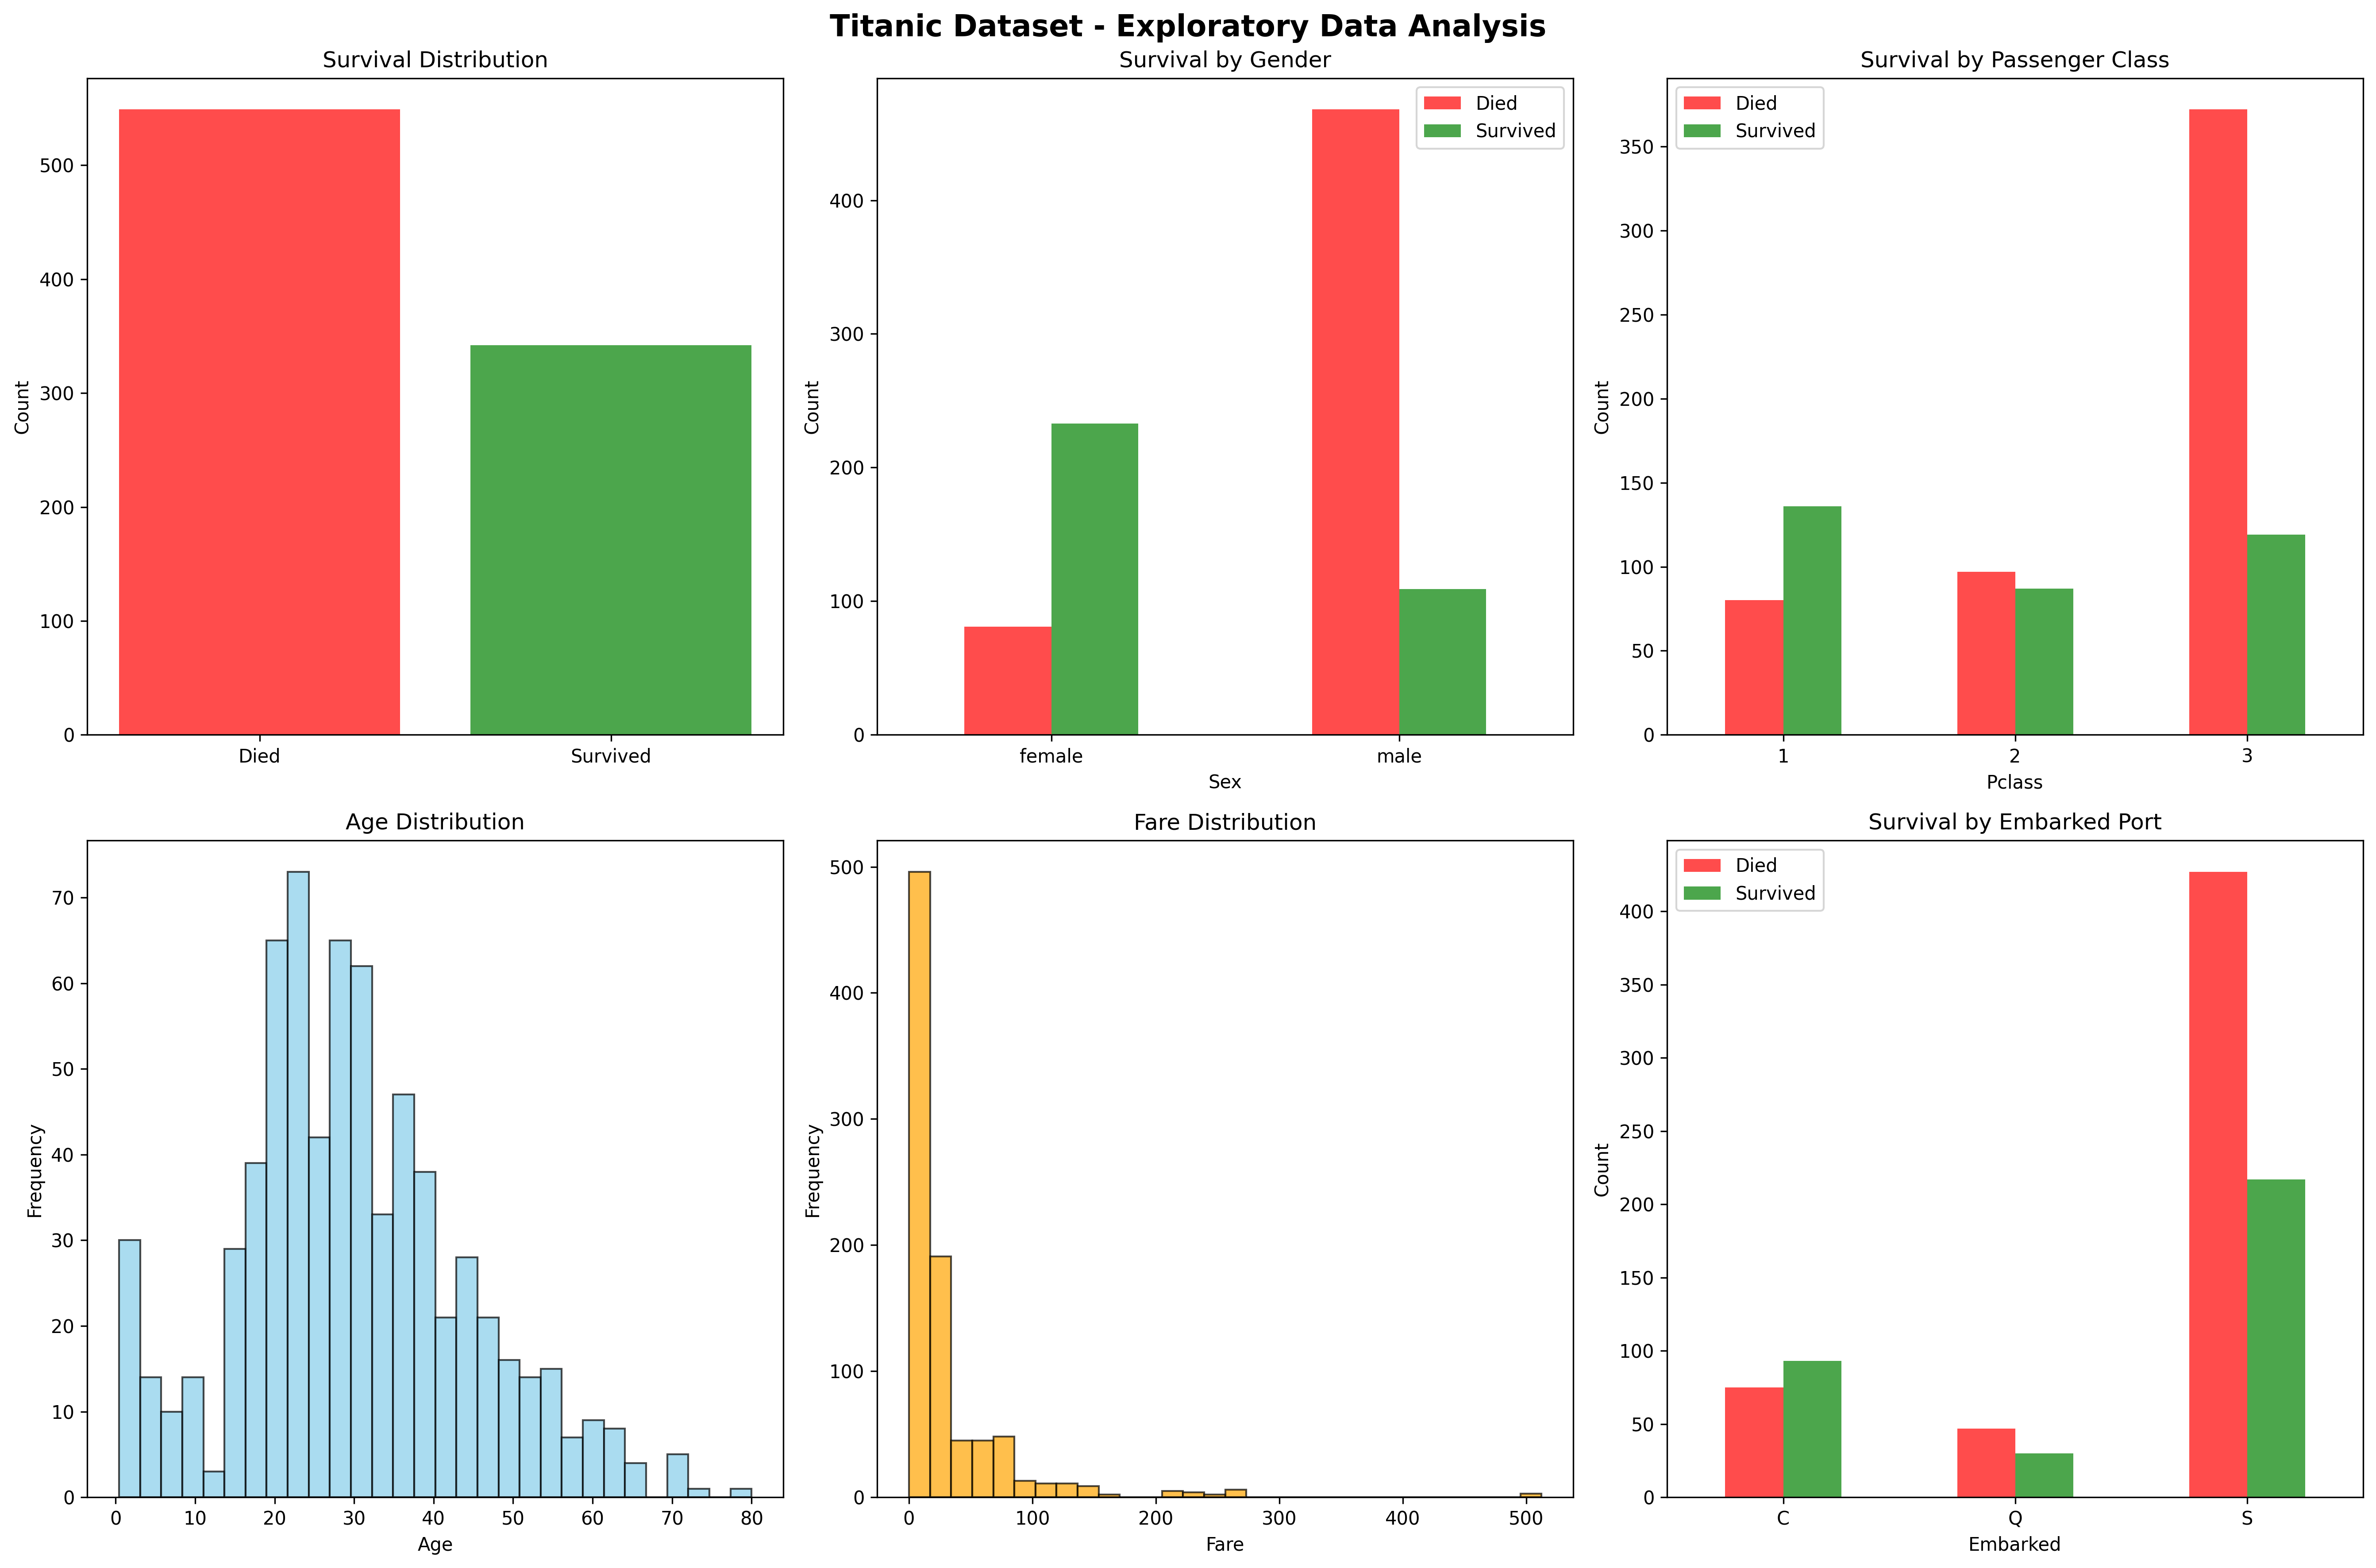 Titanic Dataset - Exploratory Data Analysis
Survival Distribution
Count
0
100
200
300
400
500
Died
Survived
Survival by Gender
Died
Survived
Count
0
100
200
300
400
female
male
Sex
Survival by Passenger Class
Died
Survived
Count
0
50
100
150
200
250
300
350
1
2
3
Pclass
Age Distribution
Frequency
0
10
20
30
40
50
60
70
0 10 20 30 40 50 60 70 80
Age
Fare Distribution
Frequency
0
100
200
300
400
500
0 100 200 300 400 500
Fare
Survival by Embarked Port
Died
Survived
Count
0
50
100
150
200
250
300
350
400
C
Q
S
Embarked